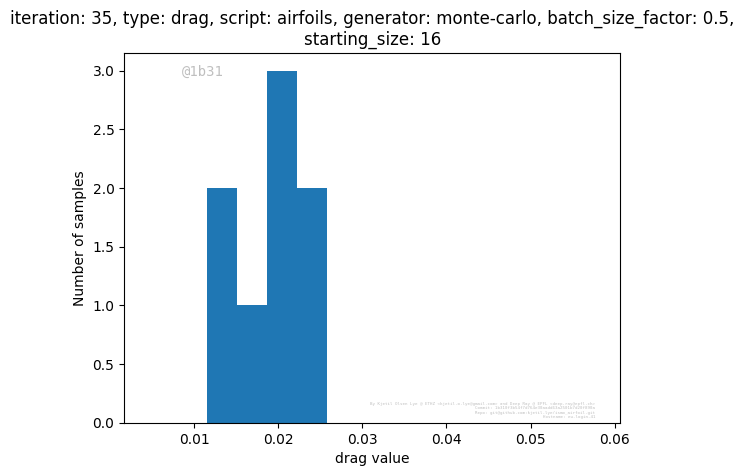 iteration: 35, type: drag, script: airfoils, generator: monte-carlo, batch_size_factor: 0.5,
starting_size: 16
@1b31
3.0
2.5
2.0
1.5
1.0
0.5
0.0
Number of samples
0.01
0.02
0.03
0.04
0.05
0.06
drag value